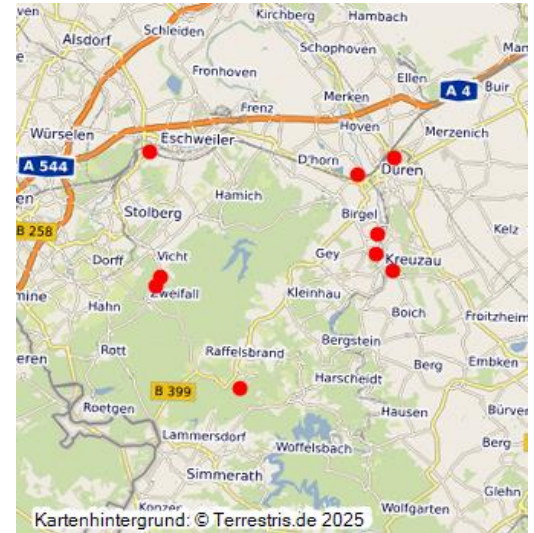 Kirchberg
Hambach
Alsdorf
Schleiden
Schophoven
Fronhoven
Ellen
Buir
Merken
A 4
Frenz
Hoven
Merzenich
Würselen
Eschweiler
A 544
D'horn
Düren
Hamich
Stolberg
Birgel
B 258
Kelz
Dorff
Vicht
Gey
Kreuzau
Zweifall
Kleinhau
Hahn
Boich
Froitzheim
Bergstein
Rott
Raffelsbrand
Berg
Embken
Harscheidt
B 399
Roetgen
Hausen
Lammersdorf
Woffelsbach
Berg
Simmerath
Glehn
Konzen
Wolfgarten
Kartenhintergrund: © Terrestris.de 2025